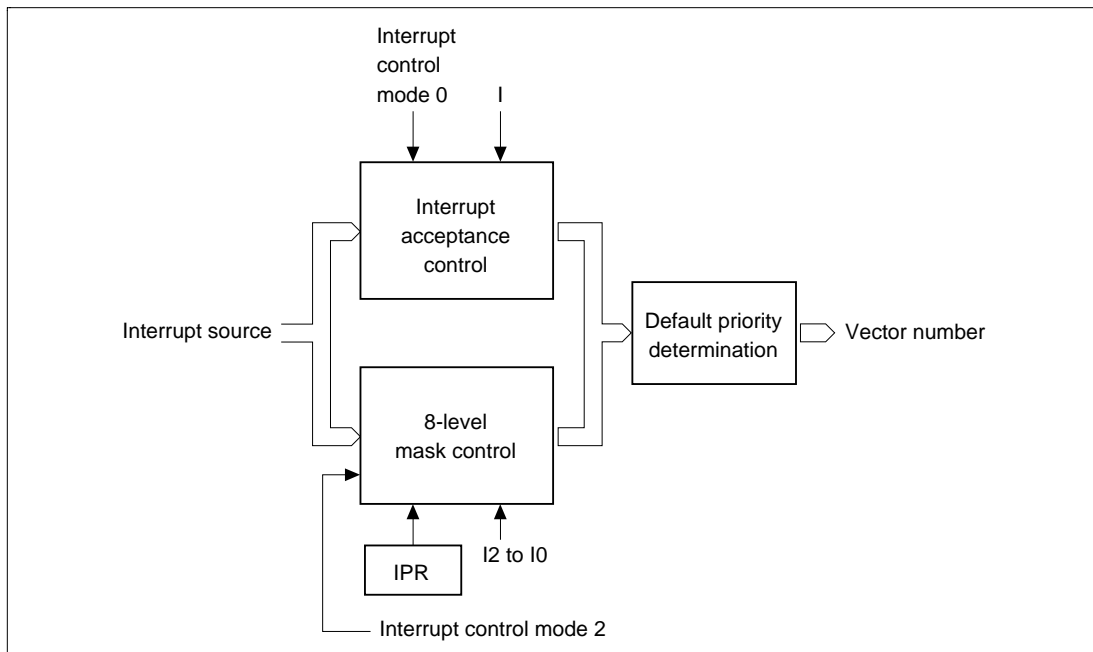 Interrupt
control
mode 0
I
Interrupt
acceptance
control
Interrupt source
Default priority
determination
Vector number
8-level
mask control
IPR
I2 to I0
Interrupt control mode 2